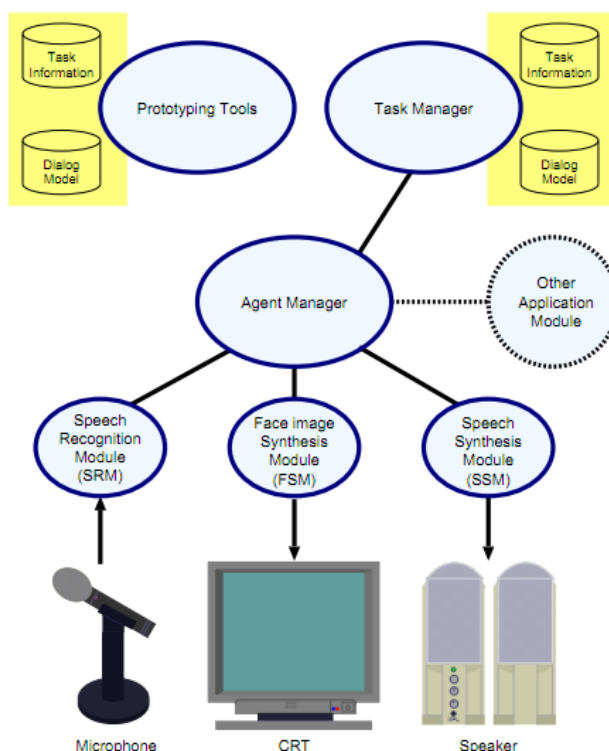 Task
Information
Dialog
Model
Prototyping Tools
Task Manager
Task
Information
Dialog
Model
Agent Manager
Other
Application
Module
Speech
Recognition
Module
(SRM)
Face image
Synthesis
Module
(FSM)
Speech
Synthesis
Module
(SSM)
Microphone
CRT
Speaker